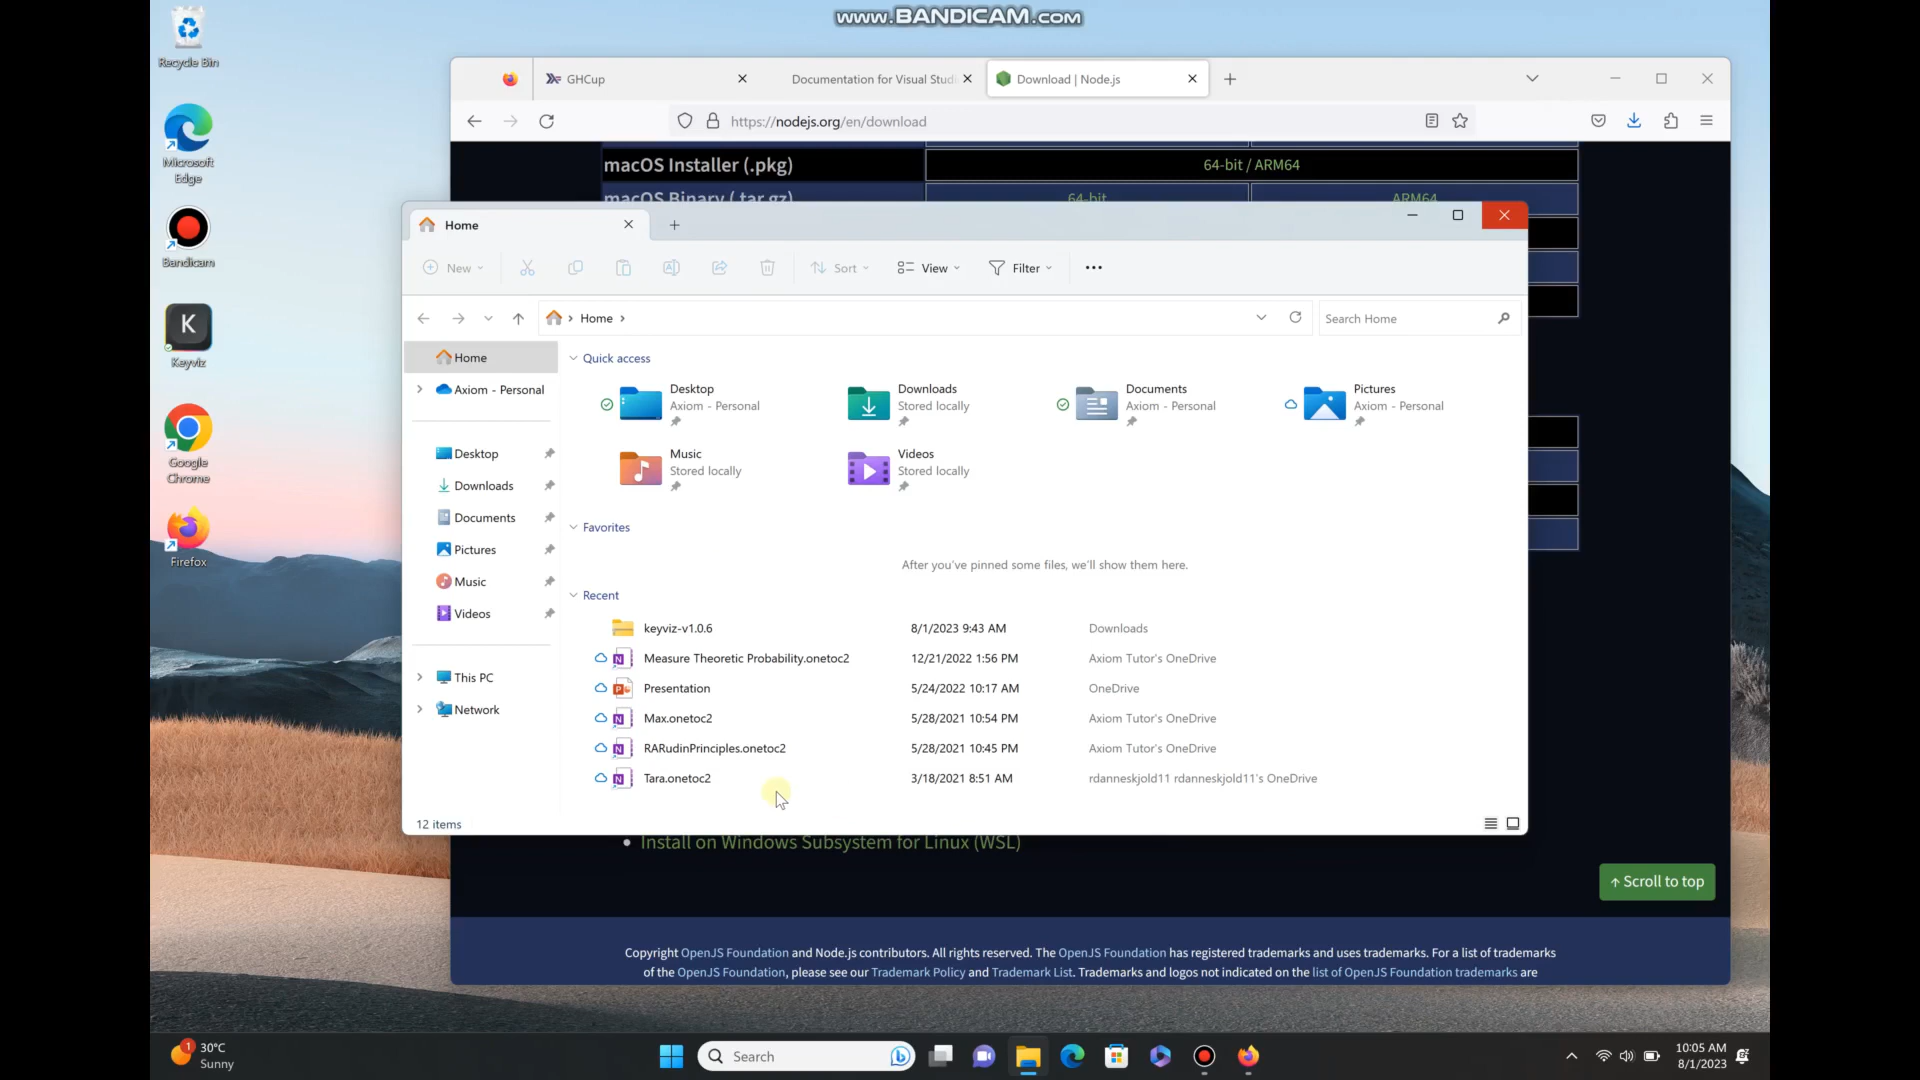 www.BANDICAM.com
Recycle Bin
Microsoft
Edge
Bandicam
K
Keyviz
Google
Chrome
Firefox
GHCup
Documentation for Visual Studi
Download | Node.js
https://nodejs.org/en/download
macOS Installer (.pkg)
64-bit / ARM64
macOS Binary (.tar.gz)
64-bit
ARM64
Home
New
Sort
View
Filter
Home
Search Home
Home
Axiom - Personal
Desktop
Downloads
Documents
Pictures
Music
Videos
This PC
Network
Quick access
Desktop
Axiom - Personal
Downloads
Stored locally
Documents
Axiom - Personal
Pictures
Axiom - Personal
Music
Stored locally
Videos
Stored locally
Favorites
After you've pinned some files, we'll show them here.
Recent
keyviz-v1.0.6 8/1/2023 9:43 AM Downloads
Measure Theoretic Probability.onetoc2 12/21/2022 1:56 PM Axiom Tutor's OneDrive
Presentation 5/24/2022 10:17 AM OneDrive
Max.onetoc2 5/28/2021 10:54 PM Axiom Tutor's OneDrive
RARudinPrinciples.onetoc2 5/28/2021 10:45 PM Axiom Tutor's OneDrive
Tara.onetoc2 3/18/2021 8:51 AM rdanneskjold11 rdanneskjold11's OneDrive
12 items
Install on Windows Subsystem for Linux (WSL)
↑ Scroll to top
Copyright OpenJS Foundation and Node.js contributors. All rights reserved. The OpenJS Foundation has registered trademarks and uses trademarks. For a list of trademarks
of the OpenJS Foundation, please see our Trademark Policy and Trademark List. Trademarks and logos not indicated on the list of OpenJS Foundation trademarks are
1
30°C
Sunny
Search
10:05 AM
8/1/2023